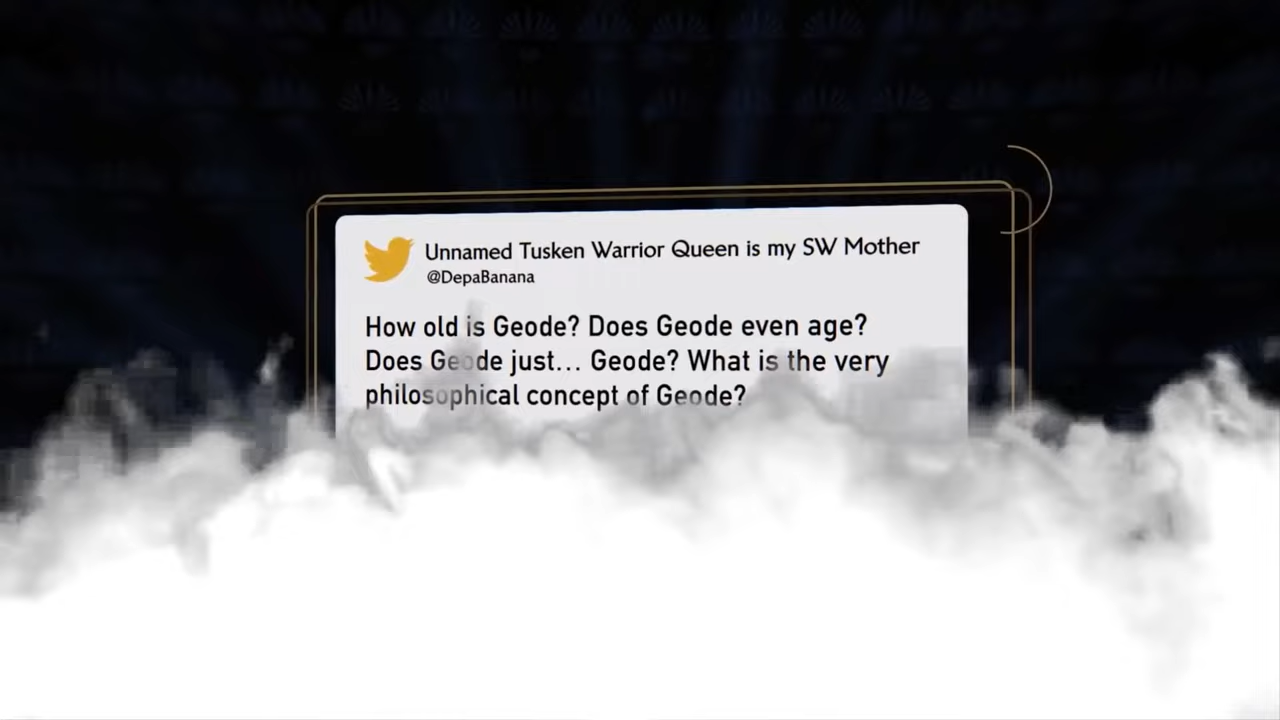 Unnamed Tusken Warrior Queen is my SW Mother
@DepaBanana
How old is Geode? Does Geode even age?
Does Geode just... Geode? What is the very
philosophical concept of Geode?